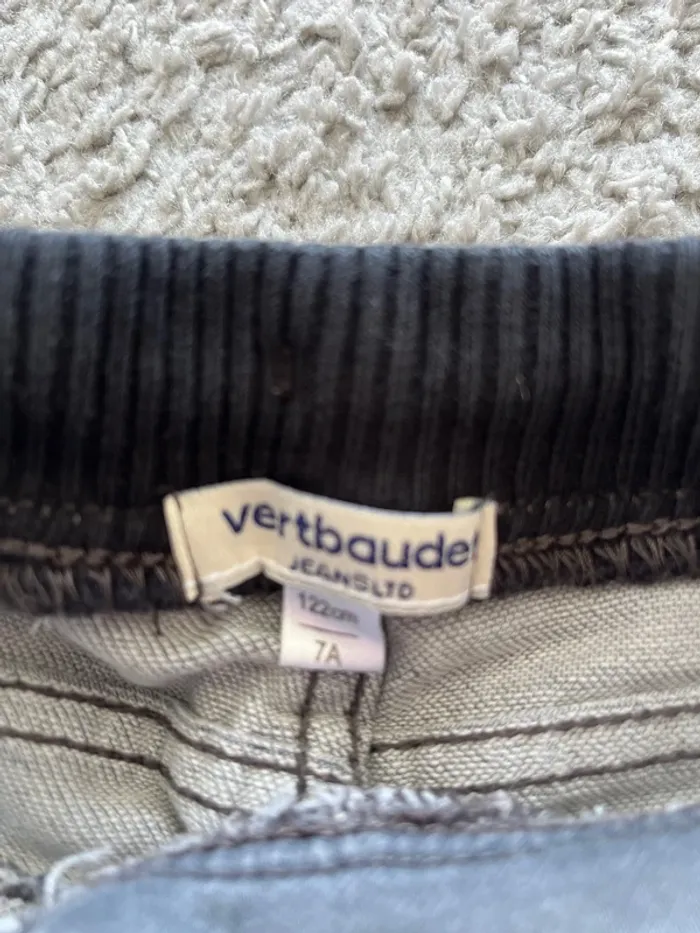 vertbaudet
JEANS LTD
122cm
7A